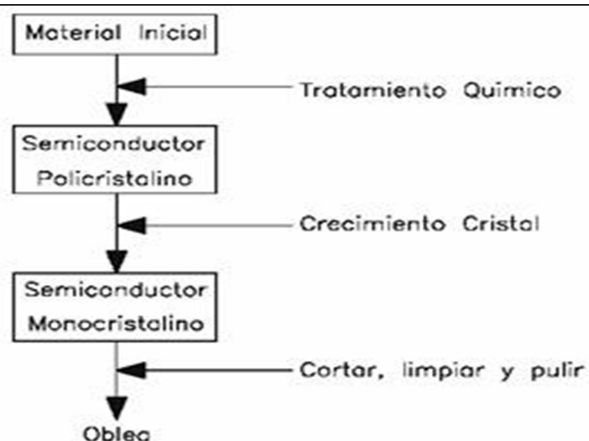 Material Inicial
Tratamiento Quimico
Semiconductor
Policristalino
Crecimiento Cristal
Semiconductor
Monocristalino
Cortar, limpiar y pulir
Oblea